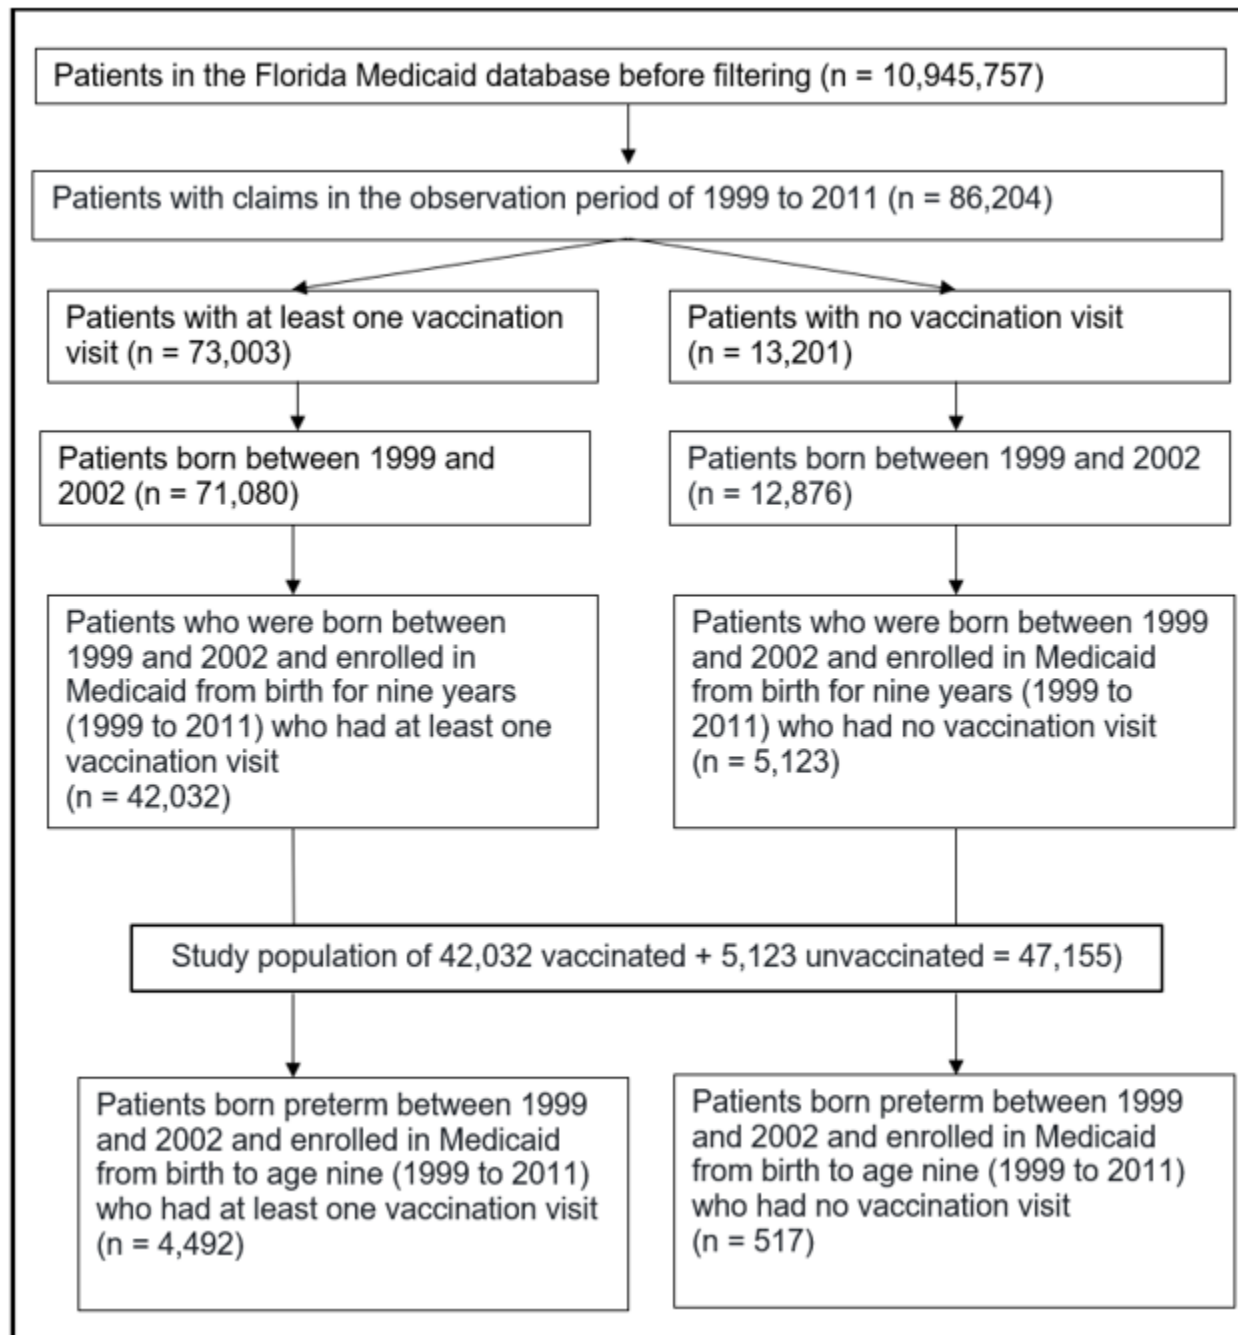 Patients in the Florida Medicaid database before filtering (n = 10,945,757)
Patients with claims in the observation period of 1999 to 2011 (n = 86,204)
Patients with at least one vaccination
visit (n = 73,003)
Patients with no vaccination visit
(n = 13,201)
Patients born between 1999 and
2002 (n = 71,080)
Patients born between 1999 and 2002
(n = 12,876)
Patients who were born between
1999 and 2002 and enrolled in
Medicaid from birth for nine years
(1999 to 2011) who had at least one
vaccination visit
(n = 42,032)
Patients who were born between 1999
and 2002 and enrolled in Medicaid
from birth for nine years (1999 to
2011) who had no vaccination visit
(n = 5,123)
Study population of 42,032 vaccinated + 5,123 unvaccinated = 47,155)
Patients born preterm between 1999
and 2002 and enrolled in Medicaid
from birth to age nine (1999 to 2011)
who had at least one vaccination visit
(n = 4,492)
Patients born preterm between 1999
and 2002 and enrolled in Medicaid
from birth to age nine (1999 to 2011)
who had no vaccination visit
(n = 517)